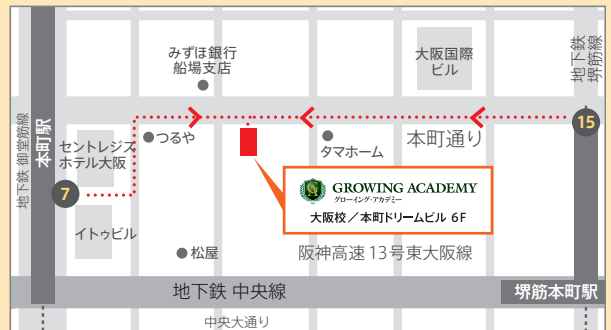 みずほ銀行
船場支店
大阪国際
ビル
地下鉄
堺筋線
地下鉄 御堂筋線
本町駅
セントレジス
ホテル大阪
つるや
タマホーム
本町通り
15
7
GROWING ACADEMY
グローイング・アカデミー
大阪校／本町ドリームビル 6F
イトゥビル
松屋
阪神高速 13号東大阪線
地下鉄 中央線
堺筋本町駅
中央大通り